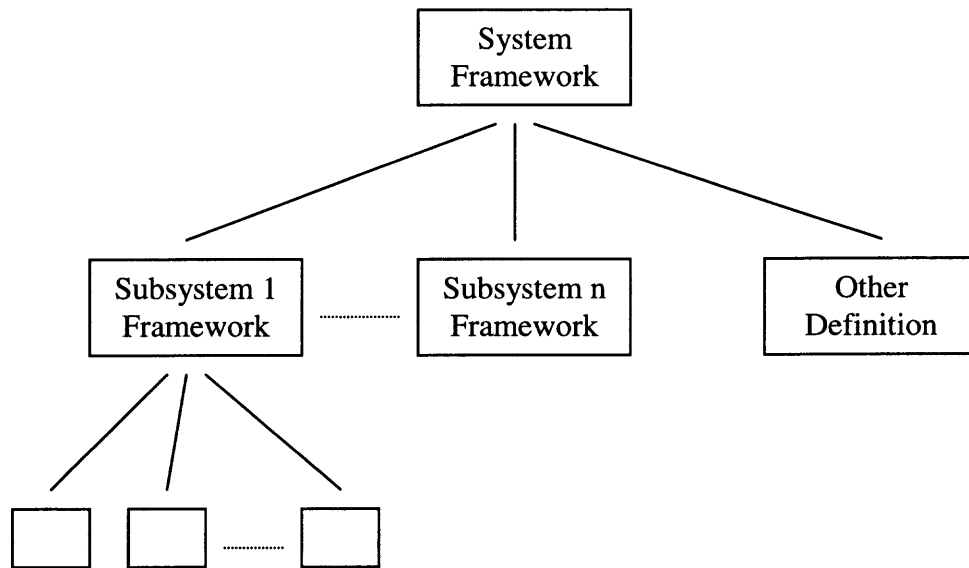 System
Framework
Subsystem 1
Framework
Subsystem n
Framework
Other
Definition